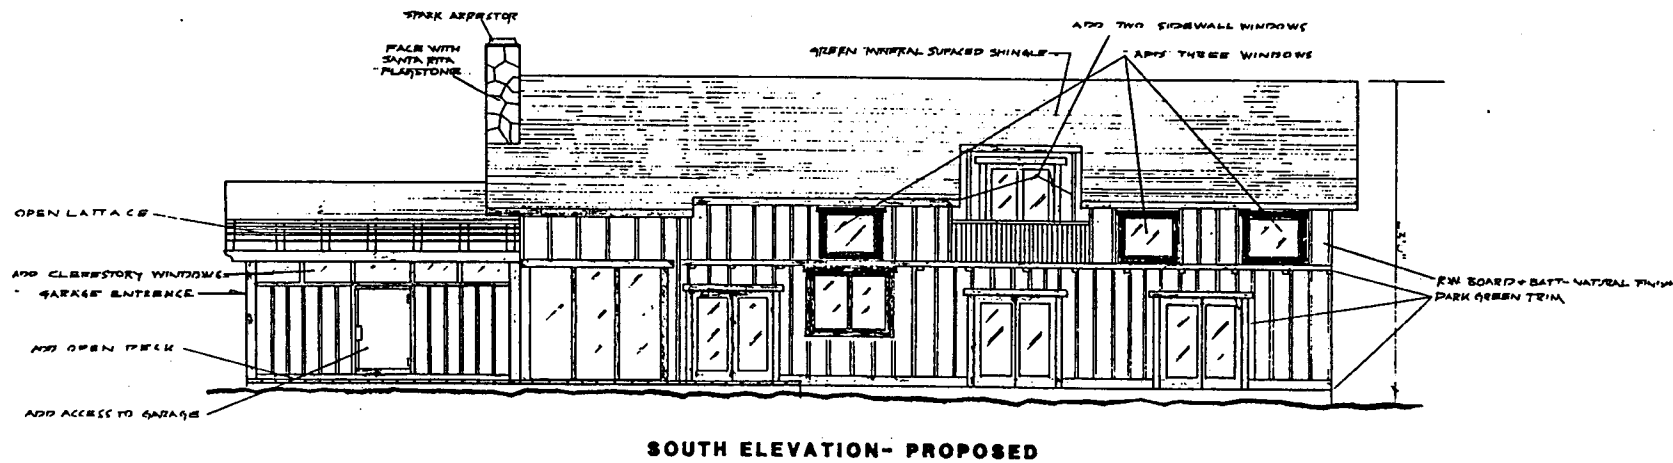 SPARK ARRESTOR
FACE WITH
SANTA RITA
FLAGSTONE
ADD TWO SIDEWALL WINDOWS
GREEN MINERAL SURFACED SHINGLE
ADD THREE WINDOWS
OPEN LATTACE
ADD CLERESTORY WINDOWS
GARAGE ENTRENCE
ADD OPEN DECK
ADD ACCESS TO GARAGE
RW BOARD + BATT- NATURAL FINISH
DARK GREEN TRIM
SOUTH ELEVATION- PROPOSED